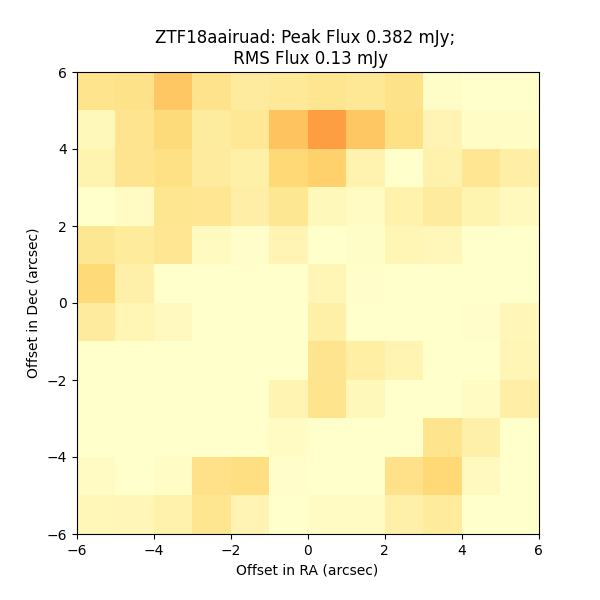 ZTF18aairuad: Peak Flux 0.382 mJy;
RMS Flux 0.13 mJy
6
4
2
0
−2
−4
−6
Offset in Dec (arcsec)
−6 −4 −2 0 2 4 6
Offset in RA (arcsec)